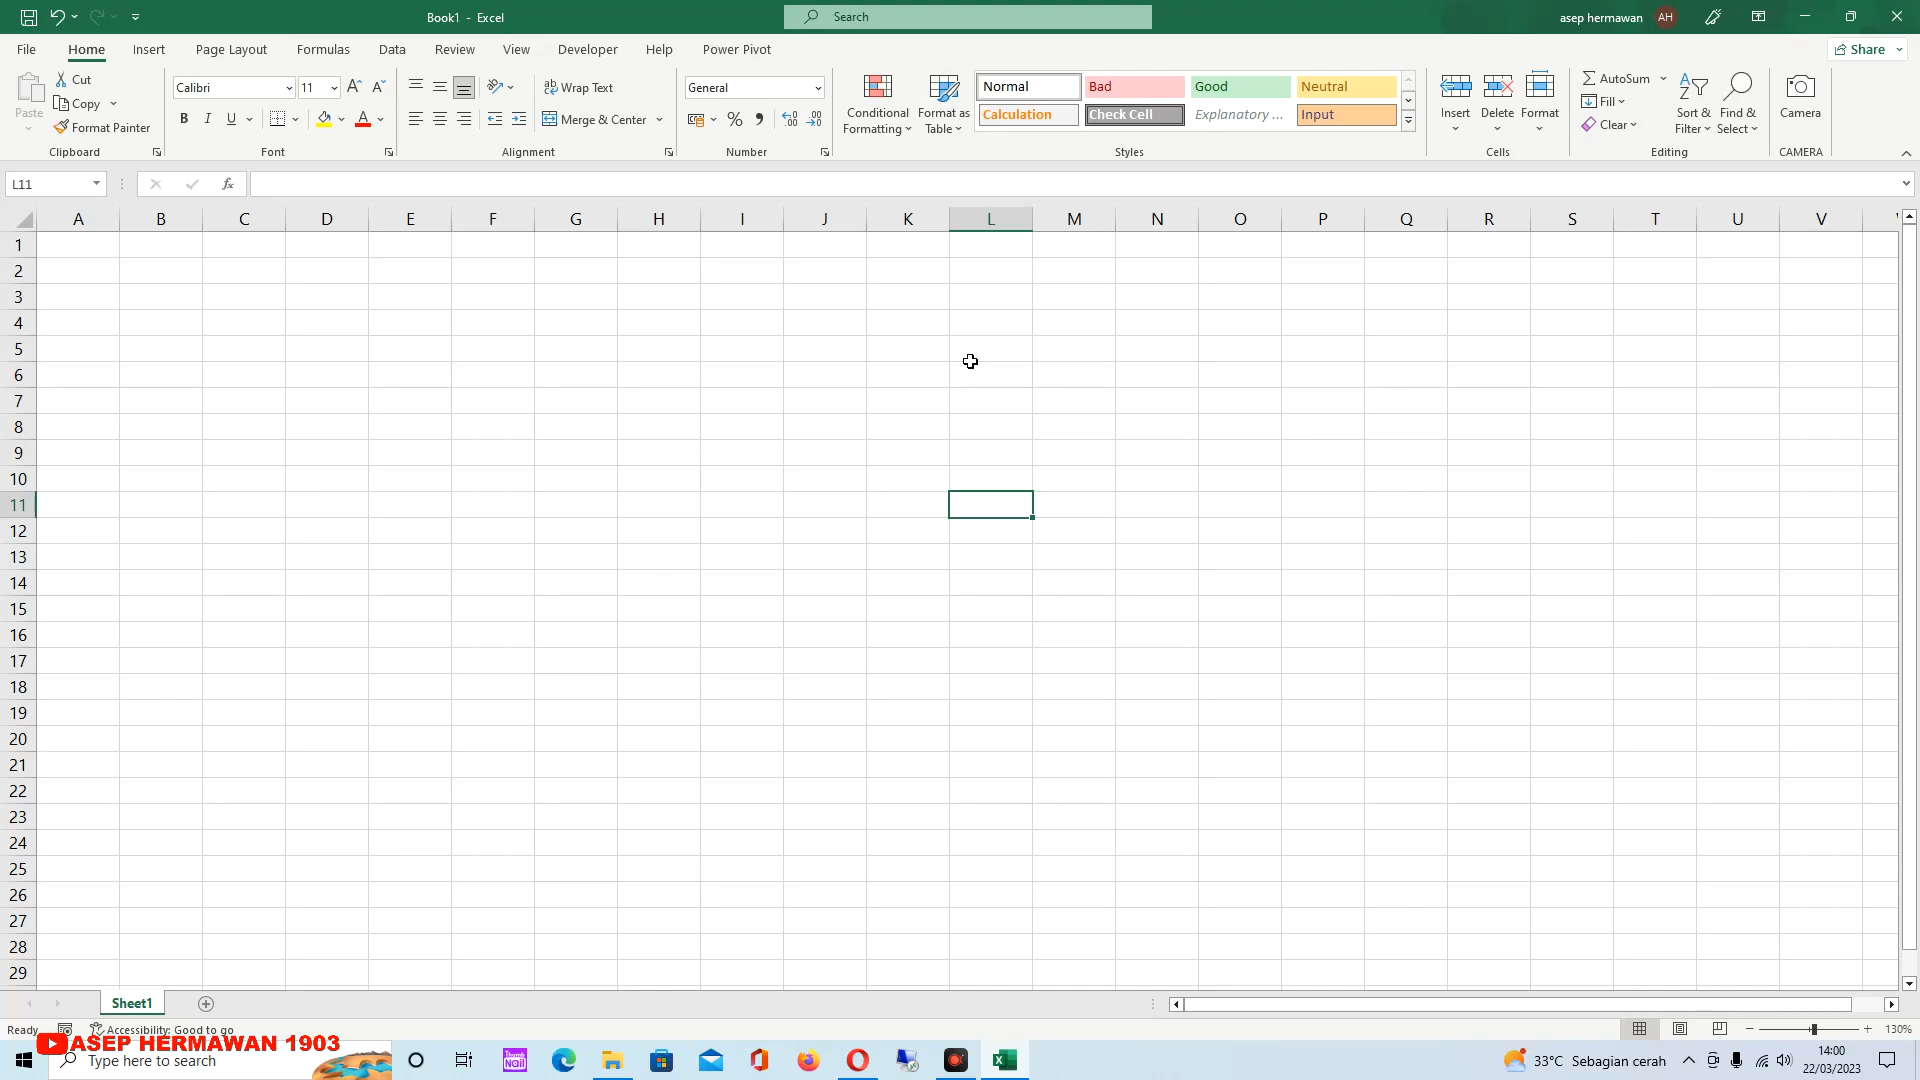 Book1 - Excel
Search
asep hermawan
AH
File Home Insert Page Layout Formulas Data Review View Developer Help Power Pivot
Share
Paste
Cut
Copy
Format Painter
Clipboard
Calibri 11
B I U
Font
Wrap Text
Merge & Center
Alignment
General
Number
Conditional Formatting
Format as Table
Normal Bad Good Neutral
Calculation Check Cell Explanatory ... Input
Styles
Insert Delete Format
Cells
AutoSum
Fill
Clear
Sort & Filter
Find & Select
Editing
Camera
CAMERA
L11
fx
A B C D E F G H I J K L M N O P Q R S T U V
1
2
3
4
5
6
7
8
9
10
11
12
13
14
15
16
17
18
19
20
21
22
23
24
25
26
27
28
29
Sheet1
Ready
Accessibility: Good to go
130%
ASEP HERMAWAN 1903
Type here to search
Thumb Nail
33°C Sebagian cerah
14:00
22/03/2023